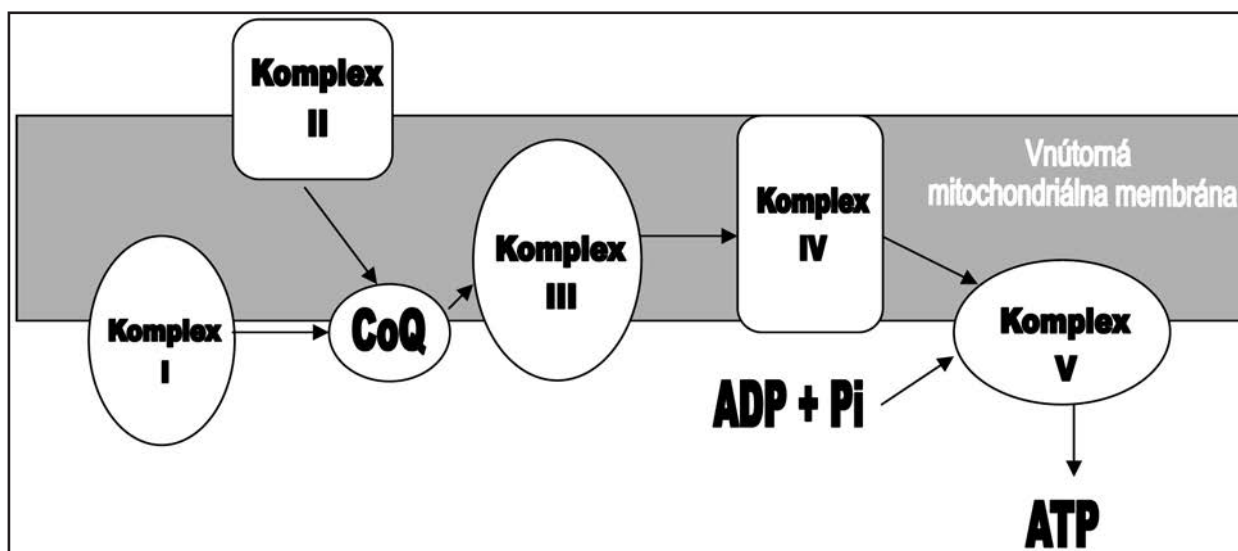 Komplex
II
Vnútorná
mitochondriálna membrána
Komplex
I
CoQ
Komplex
III
Komplex
IV
Komplex
V
ADP + Pi
ATP